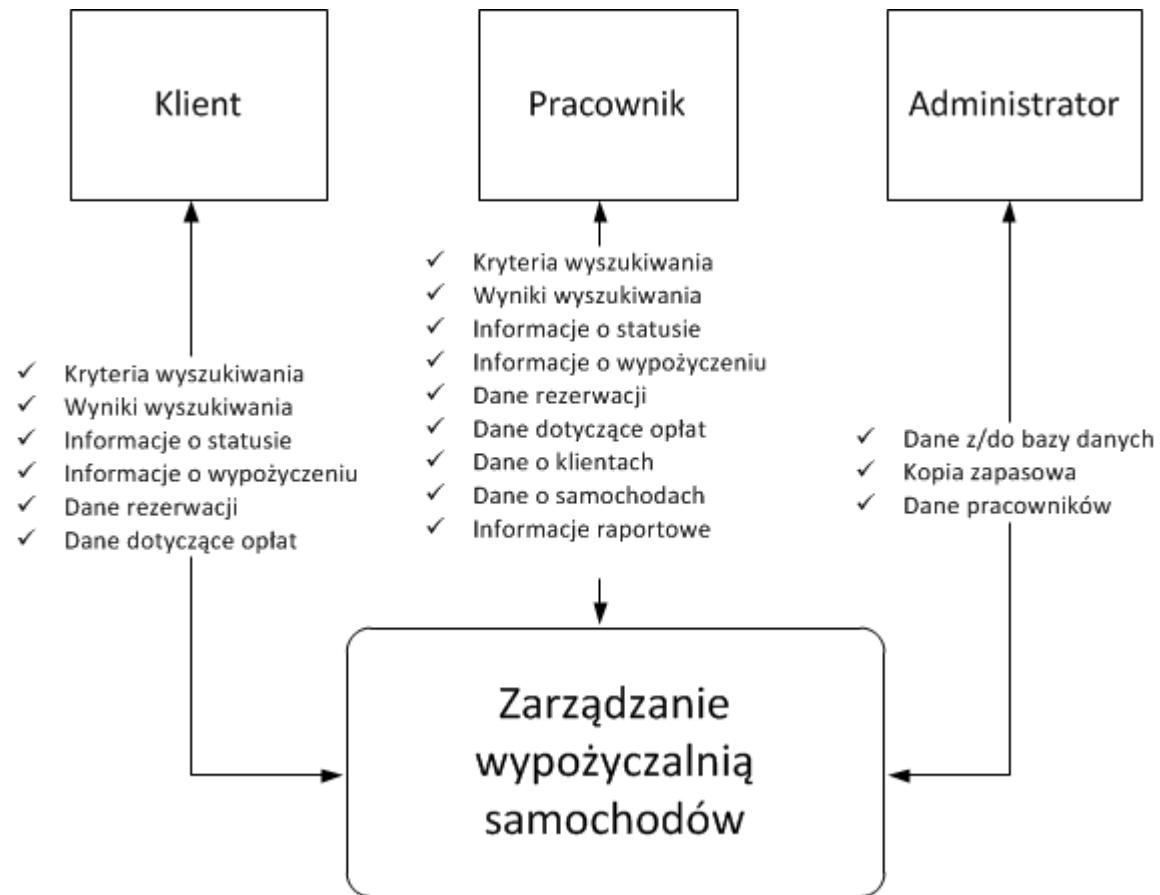 Klient
Pracownik
Administrator
✓ Kryteria wyszukiwania
✓ Wyniki wyszukiwania
✓ Informacje o statusie
✓ Informacje o wypożyczeniu
✓ Dane rezerwacji
✓ Dane dotyczące opłat
✓ Kryteria wyszukiwania
✓ Wyniki wyszukiwania
✓ Informacje o statusie
✓ Informacje o wypożyczeniu
✓ Dane rezerwacji
✓ Dane dotyczące opłat
✓ Dane o klientach
✓ Dane o samochodach
✓ Informacje raportowe
✓ Dane z/do bazy danych
✓ Kopia zapasowa
✓ Dane pracowników
Zarządzanie
wypożyczalnią
samochodów